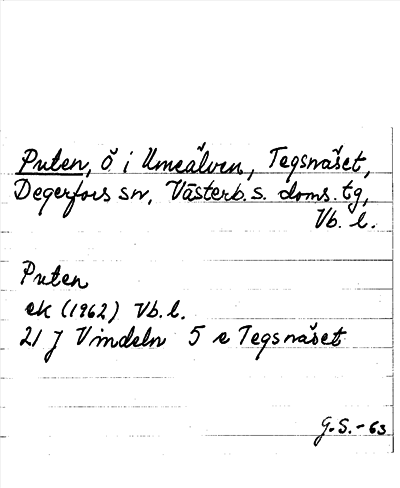 Puten, ö i Umeälven, Tegsnäset,
Degerfors sn, Västerb. s. doms. tg,
Vb. l.
Puten
ek (1962) Vb. l.
21 J Vindeln 5 e Tegsnäset
G.S. - 63